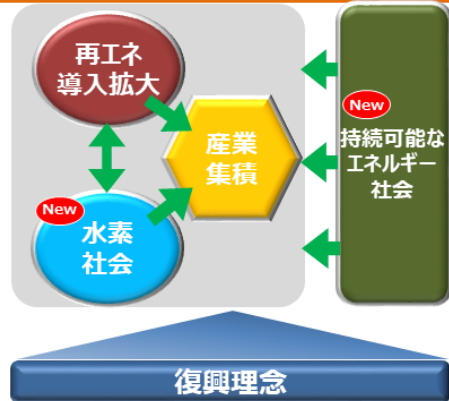 再エネ
導入拡大
産業
集積
New
水素
社会
New
持続可能な
エネルギー
社会
復興理念